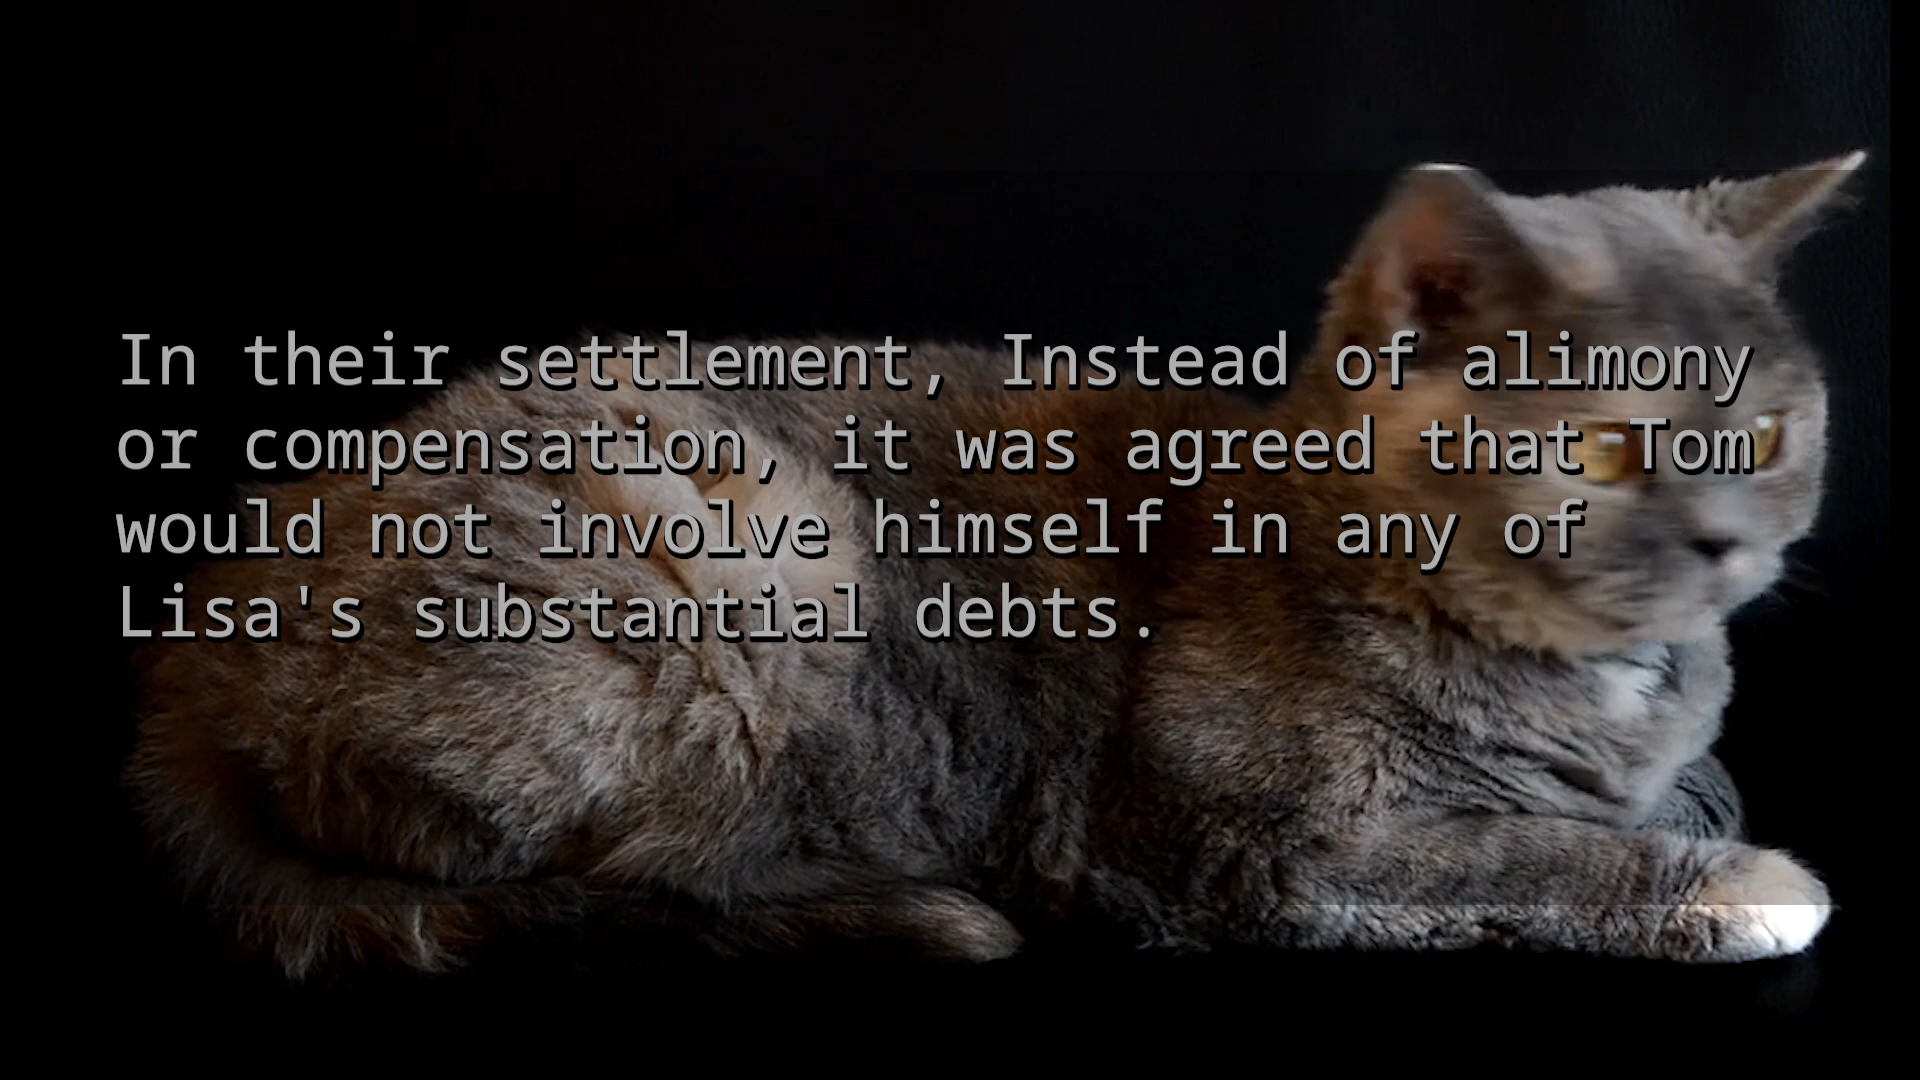 In their settlement, Instead of alimony
or compensation, it was agreed that Tom
would not involve himself in any of
Lisa's substantial debts.